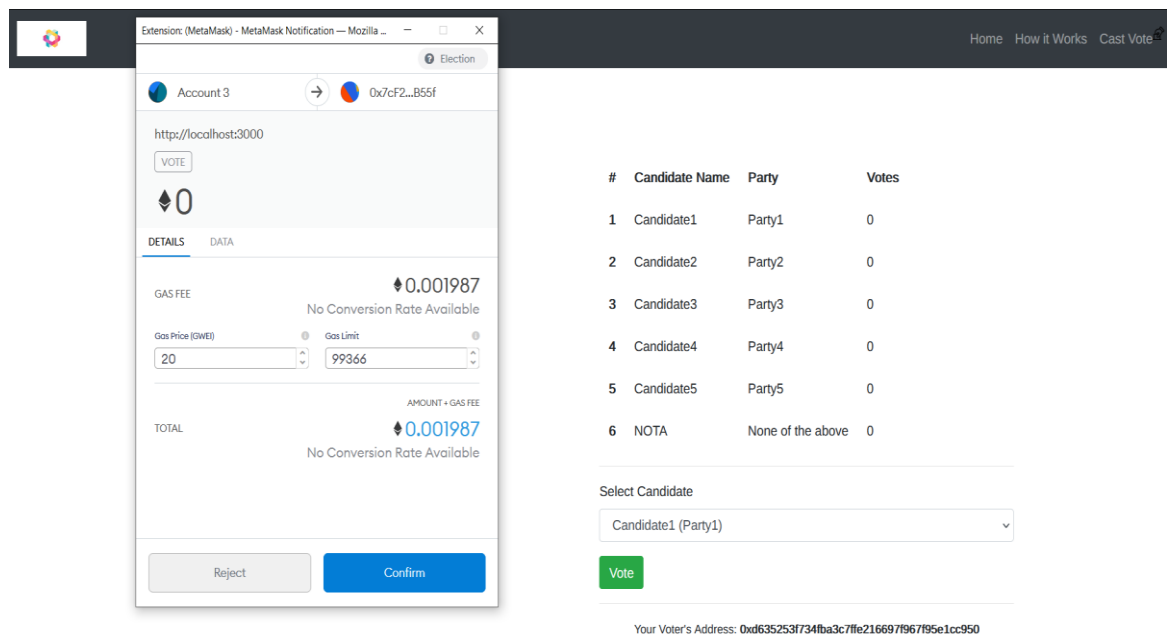 Extension: (MetaMask) - MetaMask Notification — Mozilla ...
Election
Account 3
0x7cF2...B55f
http://localhost:3000
VOTE
0
DETAILS DATA
GAS FEE
0.001987
No Conversion Rate Available
Gas Price (GWEI) Gas Limit
20 99366
AMOUNT + GAS FEE
TOTAL
0.001987
No Conversion Rate Available
Reject Confirm
Home How it Works Cast Vote
# Candidate Name Party Votes
1 Candidate1 Party1 0
2 Candidate2 Party2 0
3 Candidate3 Party3 0
4 Candidate4 Party4 0
5 Candidate5 Party5 0
6 NOTA None of the above 0
Select Candidate
Candidate1 (Party1)
Vote
Your Voter's Address: 0xd635253f734fba3c7ffe216697f967f95e1cc950